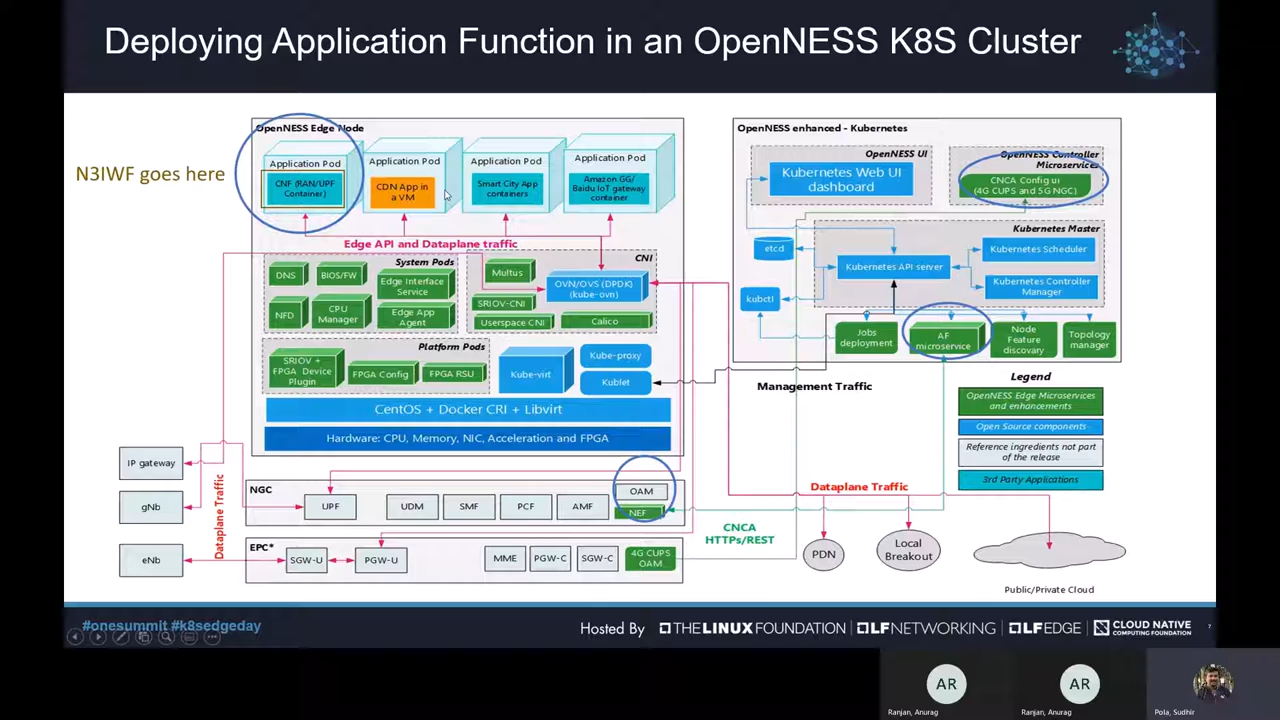 Deploying Application Function in an OpenNESS K8S Cluster
N3IWF goes here
OpenNESS Edge Node
Application Pod
CNF (RAN/UPF
Container)
Application Pod
CDN App in
a VM
Application Pod
Smart City App
containers
Application Pod
Amazon GG/
Baidu IoT gateway
container
Edge API and Dataplane traffic
System Pods
DNS
BIOS/FW
Edge Interface
Service
NFD
CPU
Manager
Edge App
Agent
CNI
Multus
SRIOV-CNI
Userspace CNI
OVN/OVS (DPDK)
(kube-ovn)
Calico
Platform Pods
SRIOV +
FPGA Device
Plugin
FPGA Config
FPGA RSU
Kube-virt
Kube-proxy
Kublet
CentOS + Docker CRI + Libvirt
Hardware: CPU, Memory, NIC, Acceleration and FPGA
IP gateway
gNb
eNb
Dataplane Traffic
NGC
UPF
UDM
SMF
PCF
AMF
OAM
NEF
EPC*
SGW-U
PGW-U
MME
PGW-C
SGW-C
4G CUPS
OAM
OpenNESS enhanced - Kubernetes
OpenNESS UI
Kubernetes Web UI
dashboard
OpenNESS Controller
Microservices
CNCA Config ui
(4G CUPS and 5G NGC)
Kubernetes Master
etcd
Kubernetes API server
Kubernetes Scheduler
Kubernetes Controller
Manager
kubctl
Jobs
deployment
AF
microservice
Node
Feature
discovary
Topology
manager
Management Traffic
Legend
OpenNESS Edge Microservices
and enhancements
Open Source components
Reference ingredients not part
of the release
3rd Party Applications
Dataplane Traffic
CNCA
HTTPs/REST
PDN
Local
Breakout
Public/Private Cloud
#onesummit #k8sedgeday
Hosted By
THE LINUX FOUNDATION
LFNETWORKING
LFEDGE
CLOUD NATIVE
COMPUTING FOUNDATION
7
AR
Ranjan, Anurag
AR
Ranjan, Anurag
Pola, Sudhir